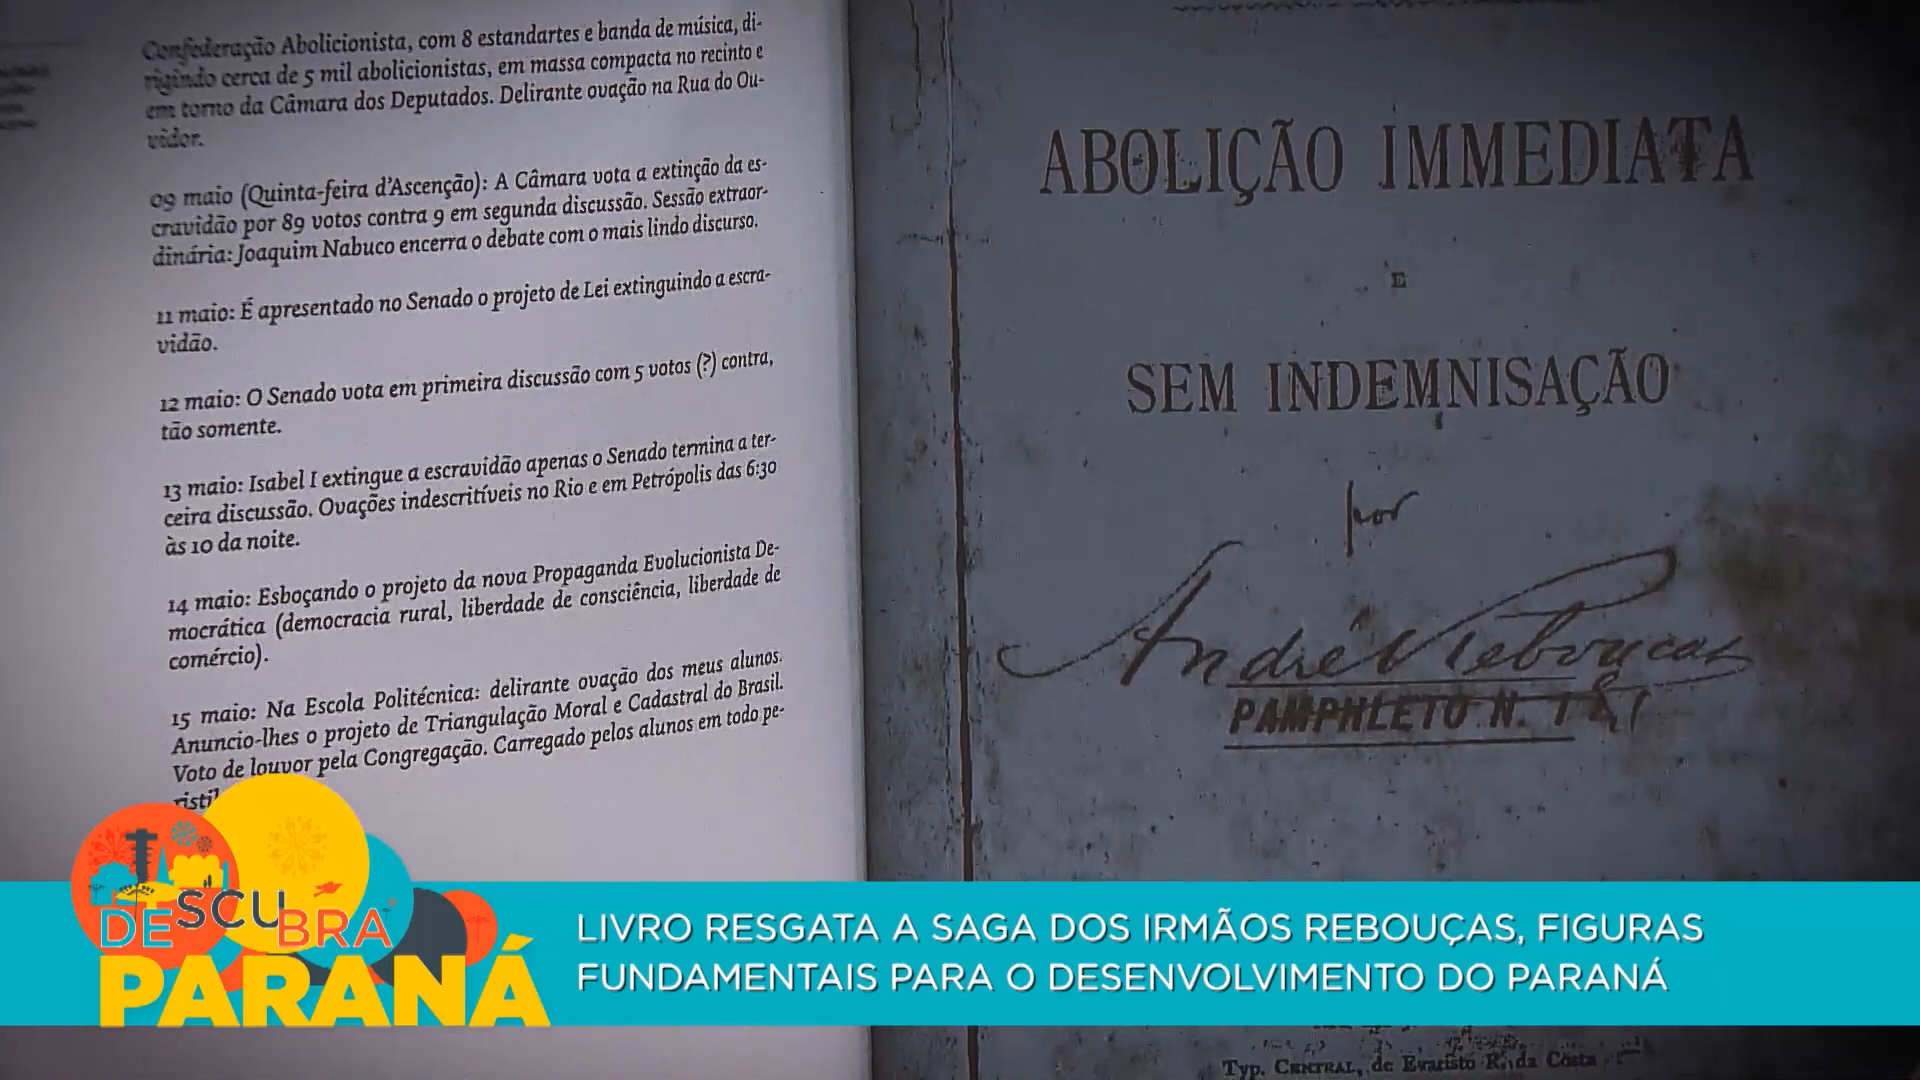 Confederação Abolicionista, com 8 estandartes e banda de música, di-
rigindo cerca de 5 mil abolicionistas, em massa compacta no recinto e
em torno da Câmara dos Deputados. Delirante ovação na Rua do Ou-
vidor.
09 maio (Quinta-feira d'Ascenção): A Câmara vota a extinção da es-
cravidão por 89 votos contra 9 em segunda discussão. Sessão extraor-
dinária: Joaquim Nabuco encerra o debate com o mais lindo discurso.
11 maio: É apresentado no Senado o projeto de Lei extinguindo a escra-
vidão.
12 maio: O Senado vota em primeira discussão com 5 votos (?) contra,
tão somente.
13 maio: Isabel I extingue a escravidão apenas o Senado termina a ter-
ceira discussão. Ovações indescritíveis no Rio e em Petrópolis das 6:30
às 10 da noite.
14 maio: Esboçando o projeto da nova Propaganda Evolucionista De-
mocrática (democracia rural, liberdade de consciência, liberdade de
comércio).
15 maio: Na Escola Politécnica: delirante ovação dos meus alunos.
Anuncio-lhes o projeto de Triangulação Moral e Cadastral do Brasil.
Voto de louvor pela Congregação. Carregado pelos alunos em todo pe-
ABOLIÇÃO IMMEDIATA
E
SEM INDEMNISAÇÃO
por
André Rebouças
PAMPHLETO N. 1
Typ. CENTRAL, de Evaristo R. da Costa
DESCUBRA
PARANÁ
LIVRO RESGATA A SAGA DOS IRMÃOS REBOUÇAS, FIGURAS
FUNDAMENTAIS PARA O DESENVOLVIMENTO DO PARANÁ